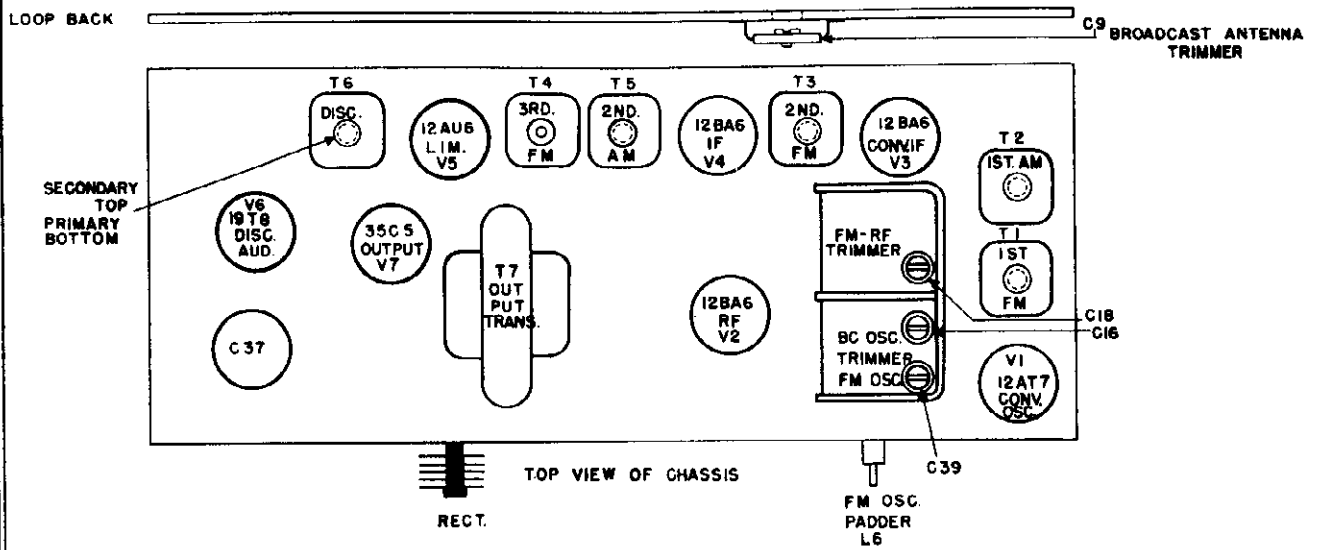 LOOP BACK
C9
BROADCAST ANTENNA
TRIMMER
T6
DISC.
12AU6
LIM.
V5
T4
3RD.
FM
T5
2ND.
AM
12BA6
IF
V4
T3
2ND.
FM
12BA6
CONV.IF
V3
T2
1ST. AM
SECONDARY
TOP
PRIMARY
BOTTOM
V6
19T8
DISC.
AUD.
35C5
OUTPUT
V7
T7
OUT
PUT
TRANS.
FM-RF
TRIMMER
T1
1ST
FM
12BA6
RF
V2
C18
C16
BC OSC.
TRIMMER
FM OSC.
C37
V1
12AT7
CONV.
OSC.
C39
TOP VIEW OF CHASSIS
RECT.
FM OSC.
PADDER
L6